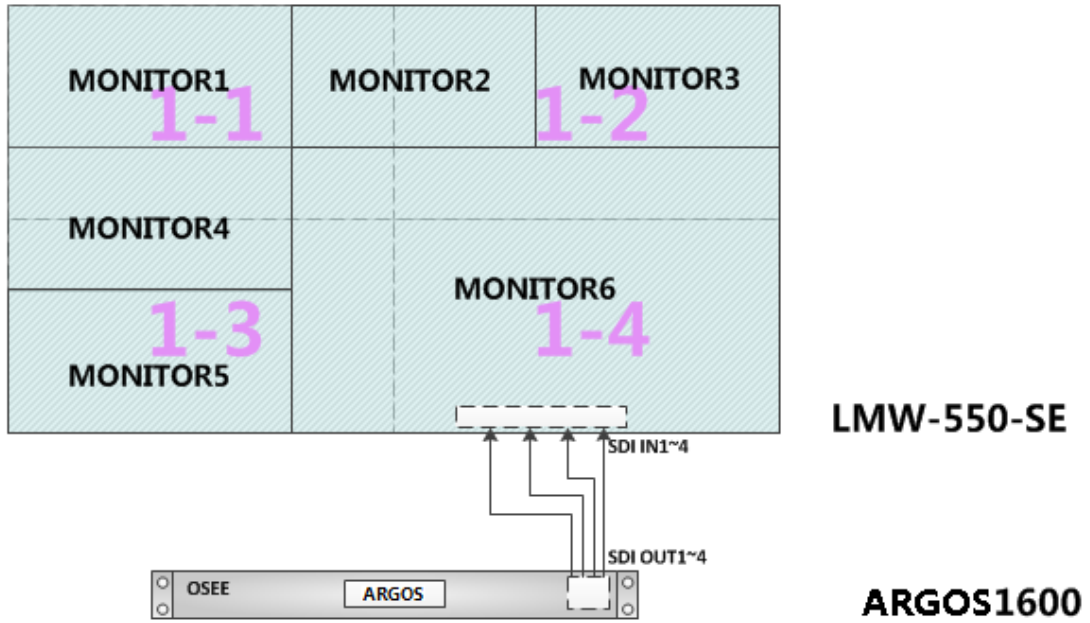 MONITOR1
MONITOR2
MONITOR3
1-1
1-2
MONITOR4
MONITOR6
1-3
1-4
MONITOR5
LMW-550-SE
SDI IN1~4
SDI OUT1~4
OSEE
ARGOS
ARGOS1600